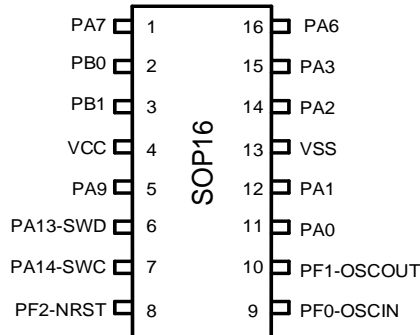 PA7 1 16 PA6
PB0 2 15 PA3
PB1 3 14 PA2
VCC 4 13 VSS
PA9 5 12 PA1
PA13-SWD 6 11 PA0
PA14-SWC 7 10 PF1-OSCOUT
PF2-NRST 8 9 PF0-OSCIN
SOP16